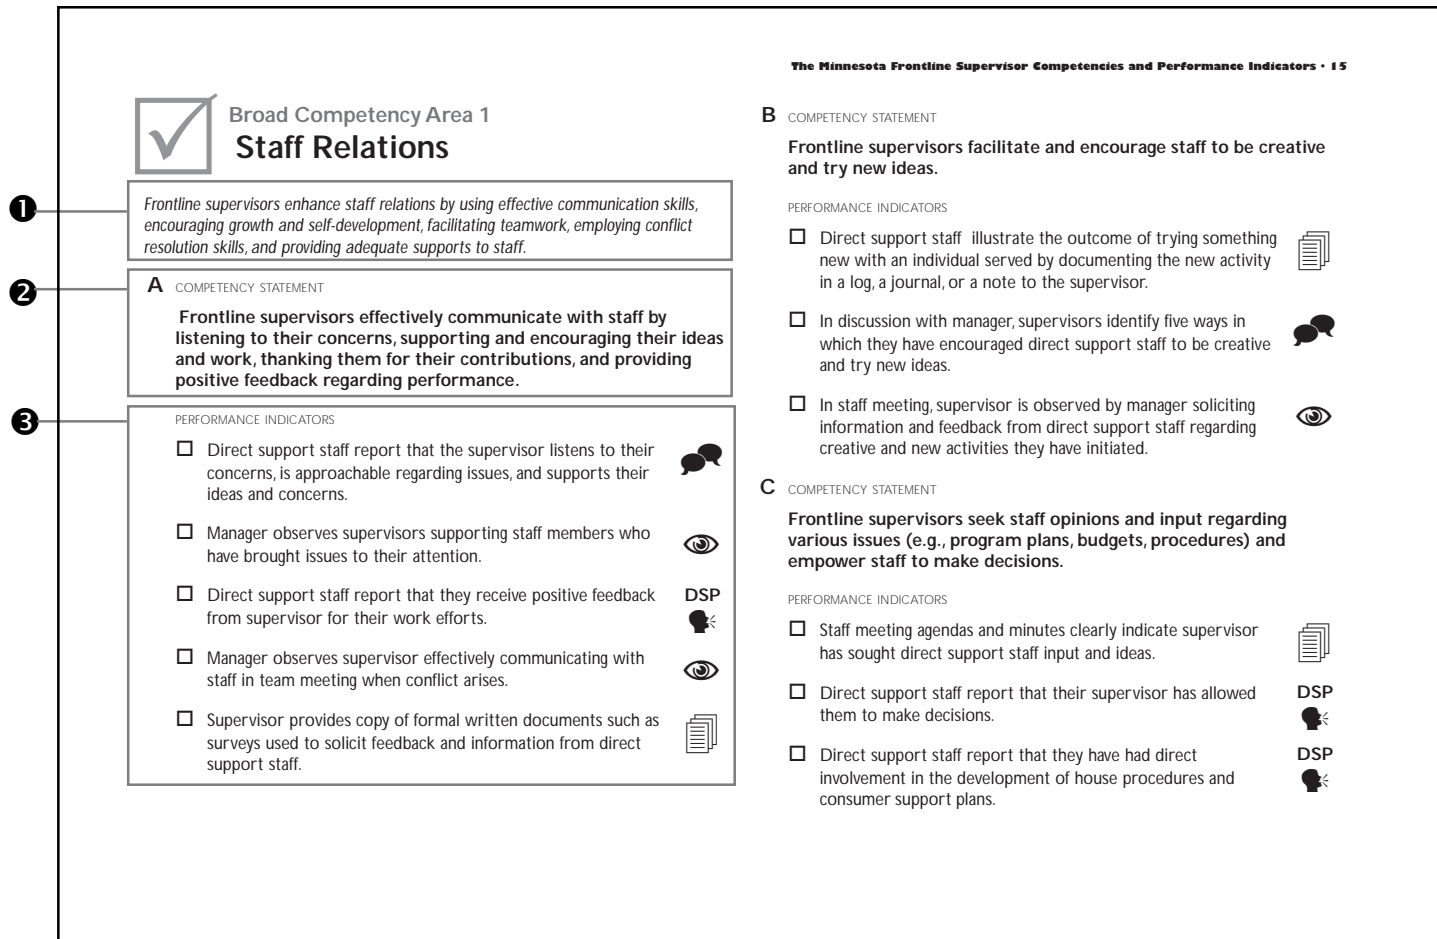 The Minnesota Frontline Supervisor Competencies and Performance Indicators • 15
Broad Competency Area 1
Staff Relations
1
Frontline supervisors enhance staff relations by using effective communication skills,
encouraging growth and self-development, facilitating teamwork, employing conflict
resolution skills, and providing adequate supports to staff.
2
A COMPETENCY STATEMENT
Frontline supervisors effectively communicate with staff by
listening to their concerns, supporting and encouraging their ideas
and work, thanking them for their contributions, and providing
positive feedback regarding performance.
3
PERFORMANCE INDICATORS
Direct support staff report that the supervisor listens to their
concerns, is approachable regarding issues, and supports their
ideas and concerns.
Manager observes supervisors supporting staff members who
have brought issues to their attention.
Direct support staff report that they receive positive feedback DSP
from supervisor for their work efforts.
Manager observes supervisor effectively communicating with
staff in team meeting when conflict arises.
Supervisor provides copy of formal written documents such as
surveys used to solicit feedback and information from direct
support staff.
B COMPETENCY STATEMENT
Frontline supervisors facilitate and encourage staff to be creative
and try new ideas.
PERFORMANCE INDICATORS
Direct support staff illustrate the outcome of trying something
new with an individual served by documenting the new activity
in a log, a journal, or a note to the supervisor.
In discussion with manager, supervisors identify five ways in
which they have encouraged direct support staff to be creative
and try new ideas.
In staff meeting, supervisor is observed by manager soliciting
information and feedback from direct support staff regarding
creative and new activities they have initiated.
C COMPETENCY STATEMENT
Frontline supervisors seek staff opinions and input regarding
various issues (e.g., program plans, budgets, procedures) and
empower staff to make decisions.
PERFORMANCE INDICATORS
Staff meeting agendas and minutes clearly indicate supervisor
has sought direct support staff input and ideas.
Direct support staff report that their supervisor has allowed DSP
them to make decisions.
Direct support staff report that they have had direct DSP
involvement in the development of house procedures and
consumer support plans.